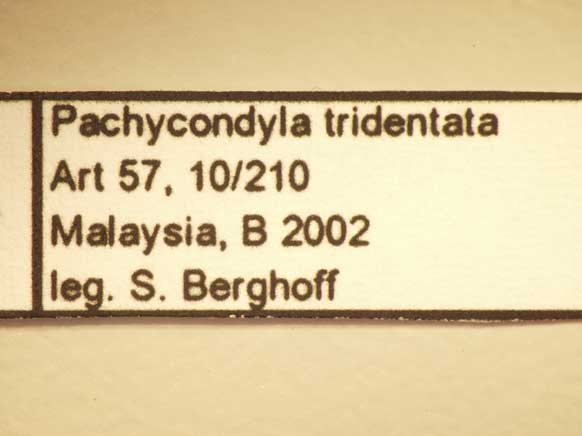 Pachycondyla tridentata
Art 57, 10/210
Malaysia, B 2002
leg. S. Berghoff